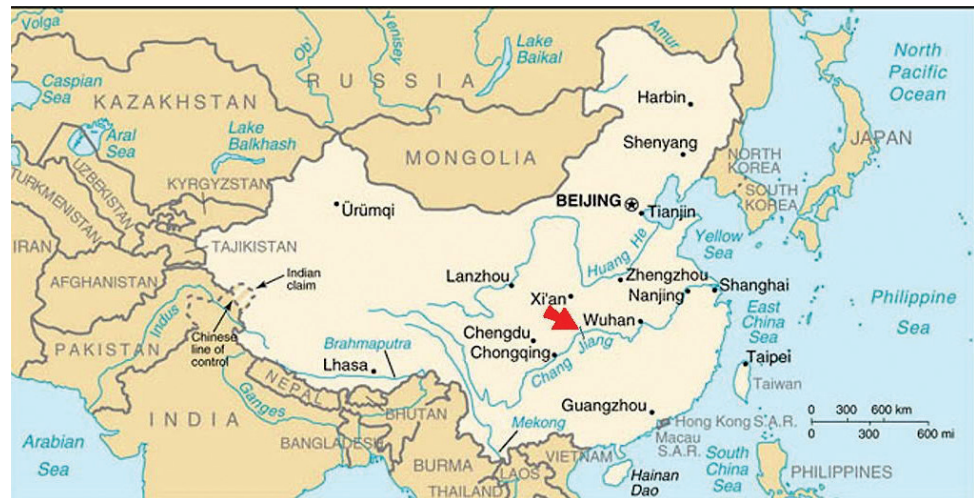 Volga
Ob'
Yenisey
Lake
Baikal
Amur
North
Pacific
Ocean
RUSSIA
Caspian
Sea
KAZAKHSTAN
Harbin
Aral
Sea
Lake
Balkhash
MONGOLIA
Shenyang
JAPAN
NORTH
KOREA
UZBEKISTAN
TURKMENISTAN
KYRGYZSTAN
SOUTH
KOREA
BEIJING
Tianjin
Ürümqi
IRAN
TAJIKISTAN
Yellow
Sea
Huang He
AFGHANISTAN
Indian
claim
Lanzhou
Zhengzhou
Nanjing
Shanghai
Xi'an
Indus
Chinese
line of
control
Wuhan
East
China
Sea
Philippine
Sea
Chengdu
Chongqing
Chang Jiang
PAKISTAN
Brahmaputra
Lhasa
Taipei
Taiwan
NEPAL
Ganges
BHUTAN
Guangzhou
INDIA
Mekong
Hong Kong S.A.R.
Macau
S.A.R.
0 300 600 km
0 300 600 mi
BANGLADESH
VIETNAM
Arabian
Sea
BURMA
LAOS
Hainan
Dao
South
China
Sea
PHILIPPINES
THAILAND